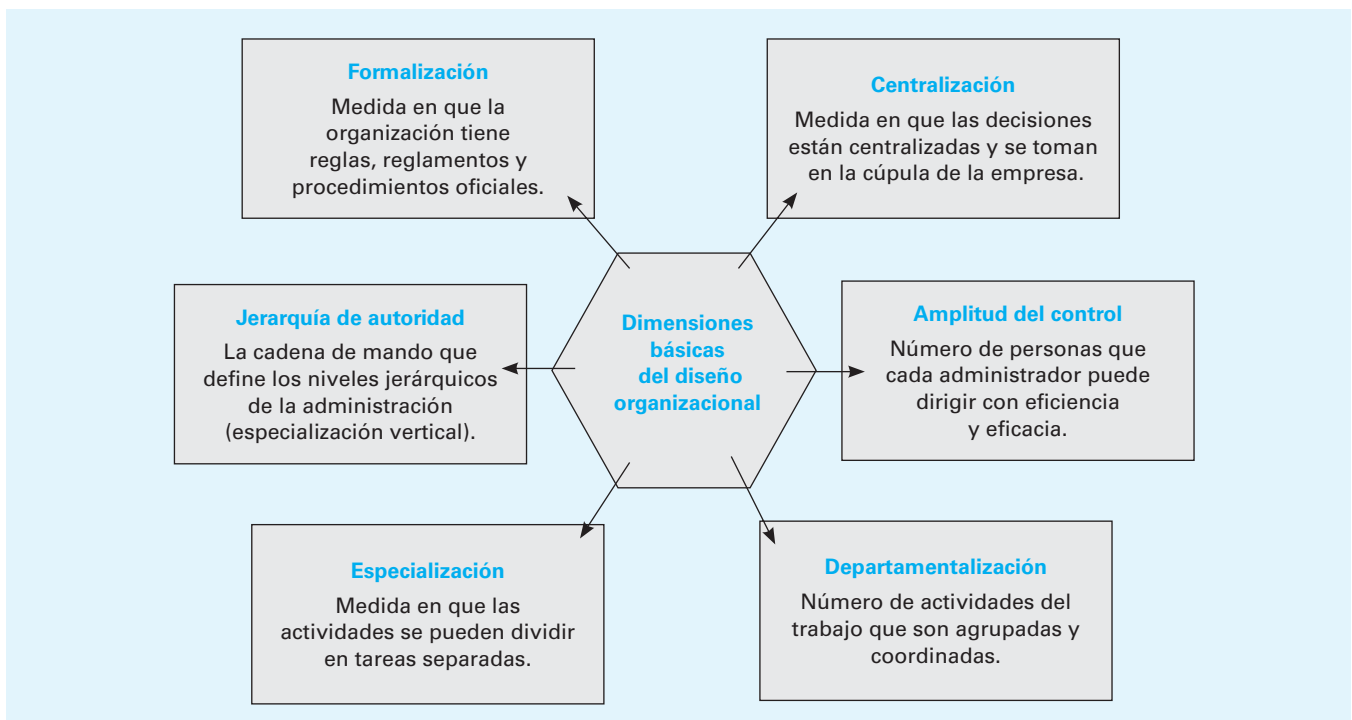 Formalización
Medida en que la
organización tiene
reglas, reglamentos y
procedimientos oficiales.
Centralización
Medida en que las decisiones
están centralizadas y se toman
en la cúpula de la empresa.
Jerarquía de autoridad
La cadena de mando que
define los niveles jerárquicos
de la administración
(especialización vertical).
Dimensiones
básicas
del diseño
organizacional
Amplitud del control
Número de personas que
cada administrador puede
dirigir con eficiencia
y eficacia.
Especialización
Medida en que las
actividades se pueden dividir
en tareas separadas.
Departamentalización
Número de actividades del
trabajo que son agrupadas y
coordinadas.